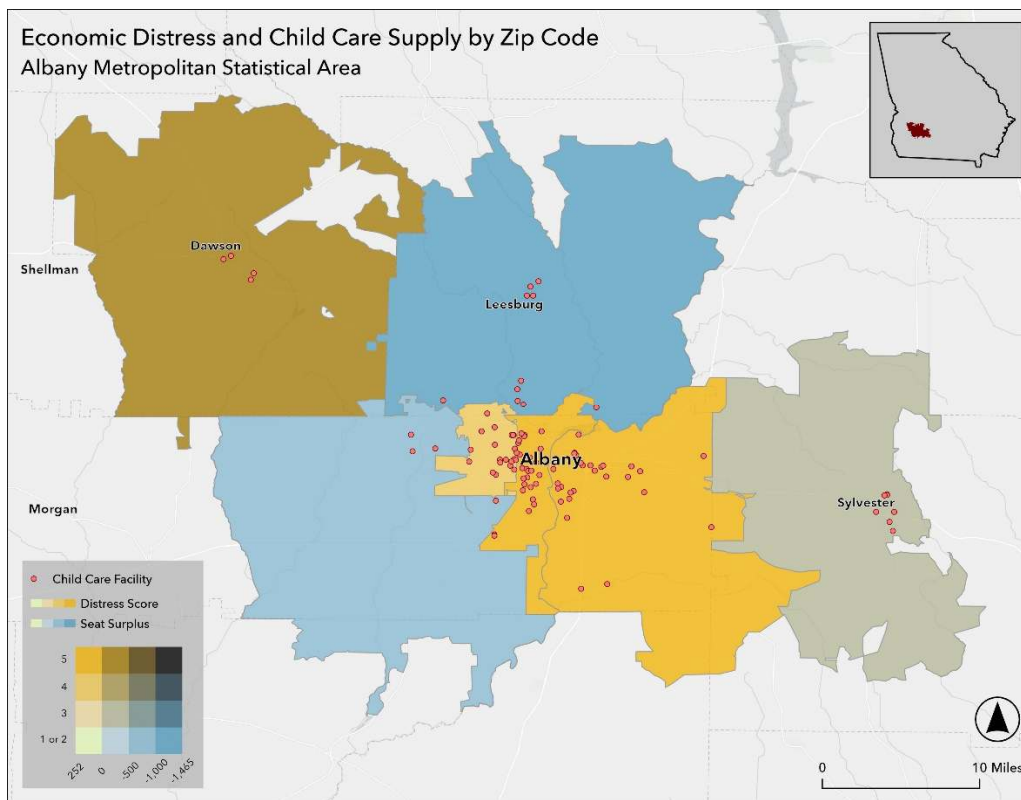 Economic Distress and Child Care Supply by Zip Code
Albany Metropolitan Statistical Area
Dawson
Shellman
Leesburg
Albany
Sylvester
Morgan
Child Care Facility
Distress Score
Seat Surplus
5
4
3
1 or 2
252
0
-500
-1,000
-1,465
0 10 Miles